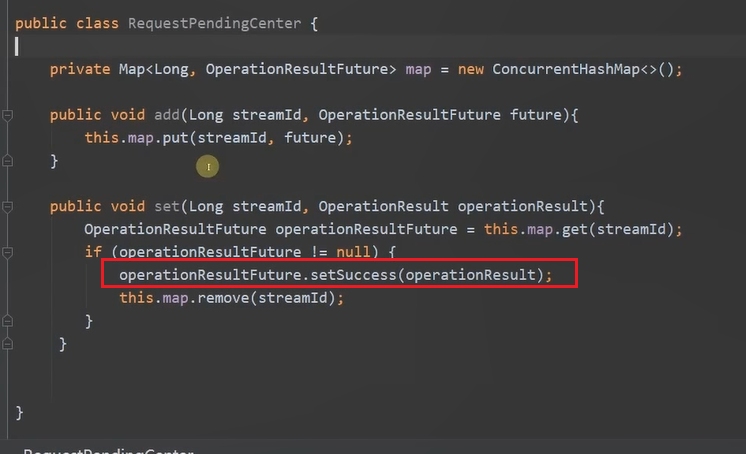 public class RequestPendingCenter {
private Map<Long, OperationResultFuture> map = new ConcurrentHashMap<>();
public void add(Long streamId, OperationResultFuture future){
this.map.put(streamId, future);
}
public void set(Long streamId, OperationResult operationResult){
OperationResultFuture operationResultFuture = this.map.get(streamId);
if (operationResultFuture != null) {
operationResultFuture.setSuccess(operationResult);
this.map.remove(streamId);
}
}
}
RequestPendingCenter